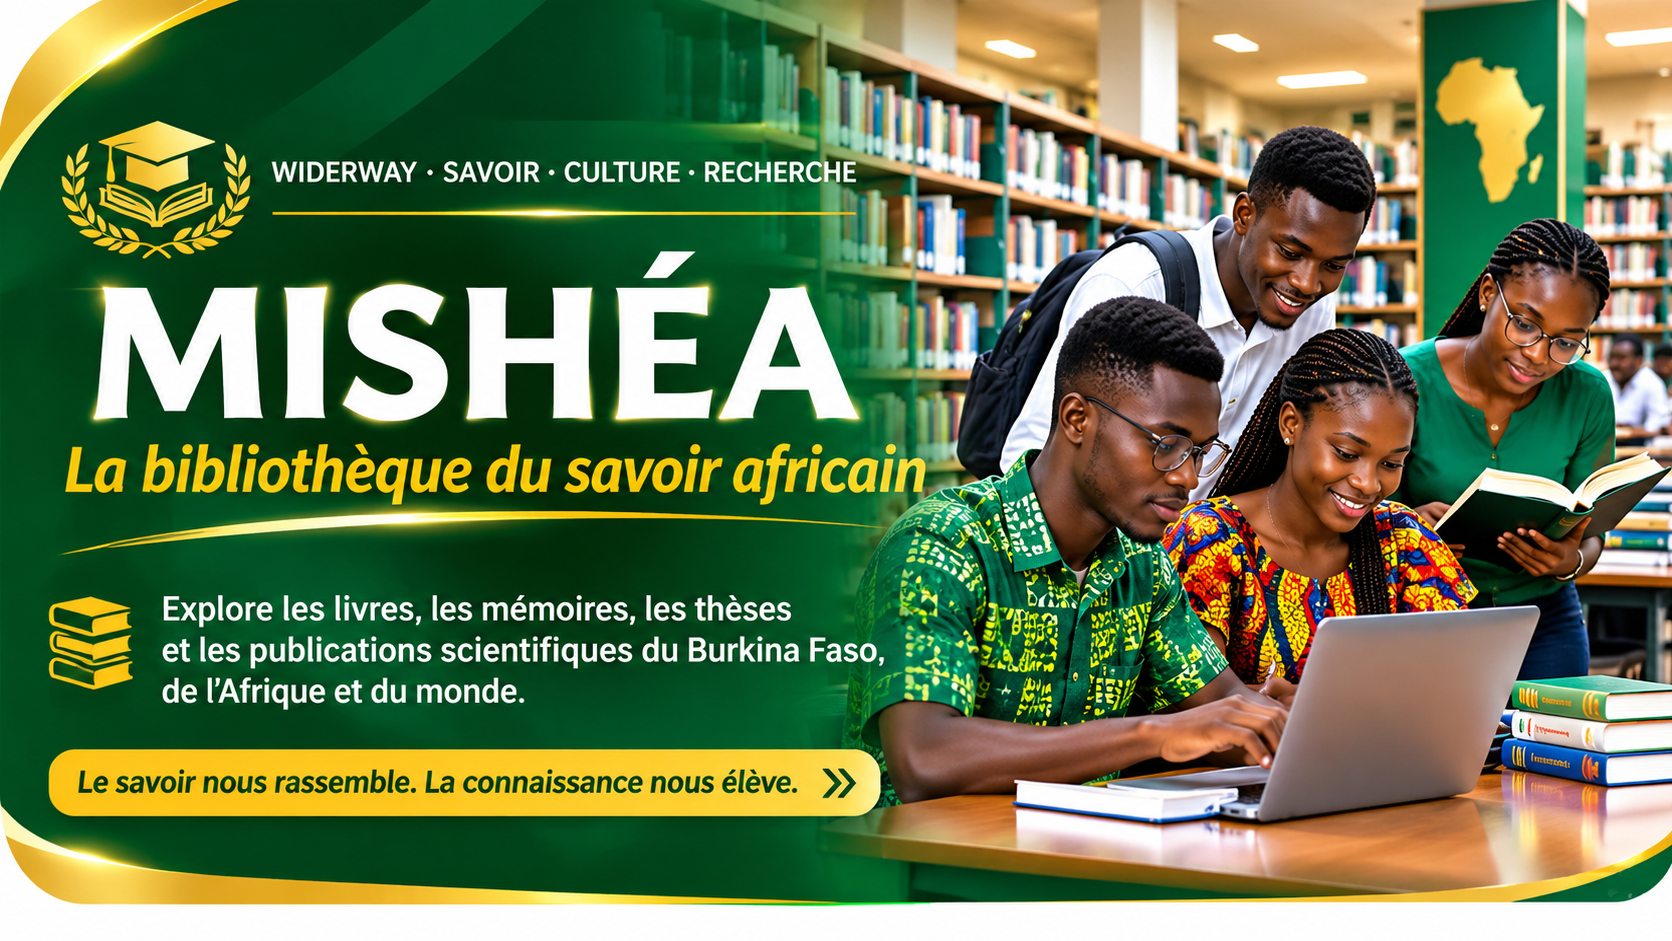 WIDERWAY · SAVOIR · CULTURE · RECHERCHE
MISHÉA
La bibliothèque du savoir africain
Explore les livres, les mémoires, les thèses
et les publications scientifiques du Burkina Faso,
de l'Afrique et du monde.
Le savoir nous rassemble. La connaissance nous élève. »